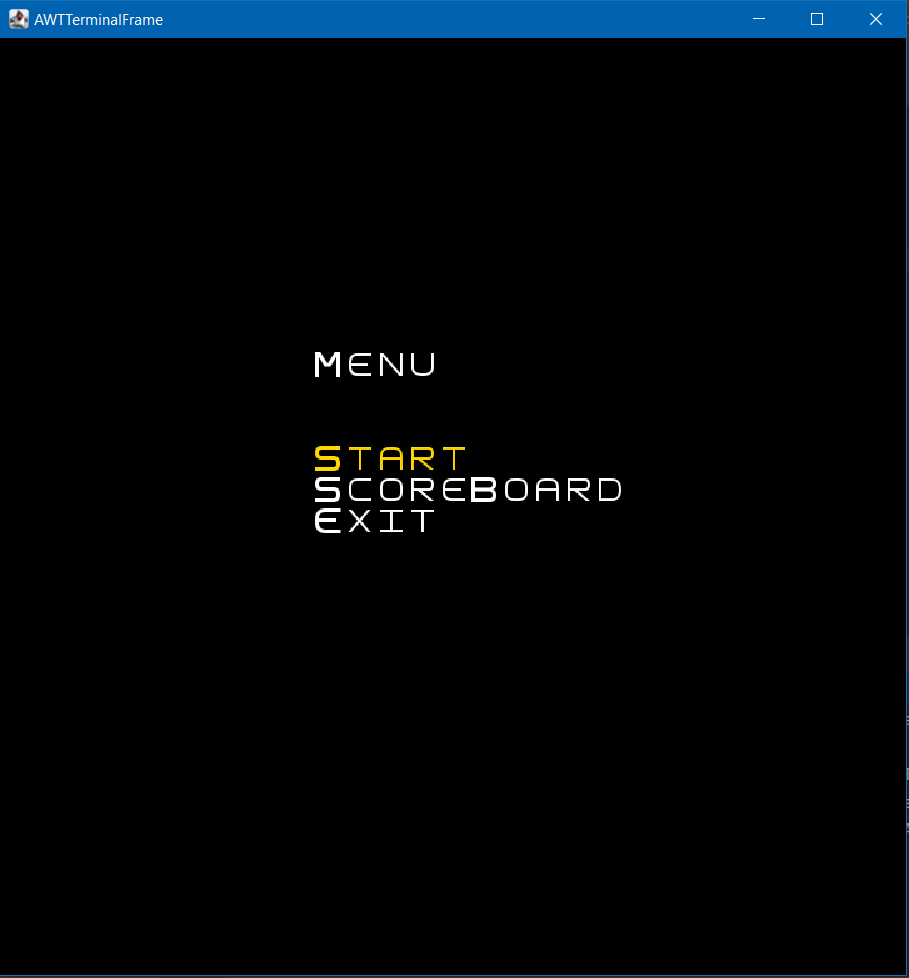 AWTTerminalFrame
MENU
START
SCOREBOARD
EXIT